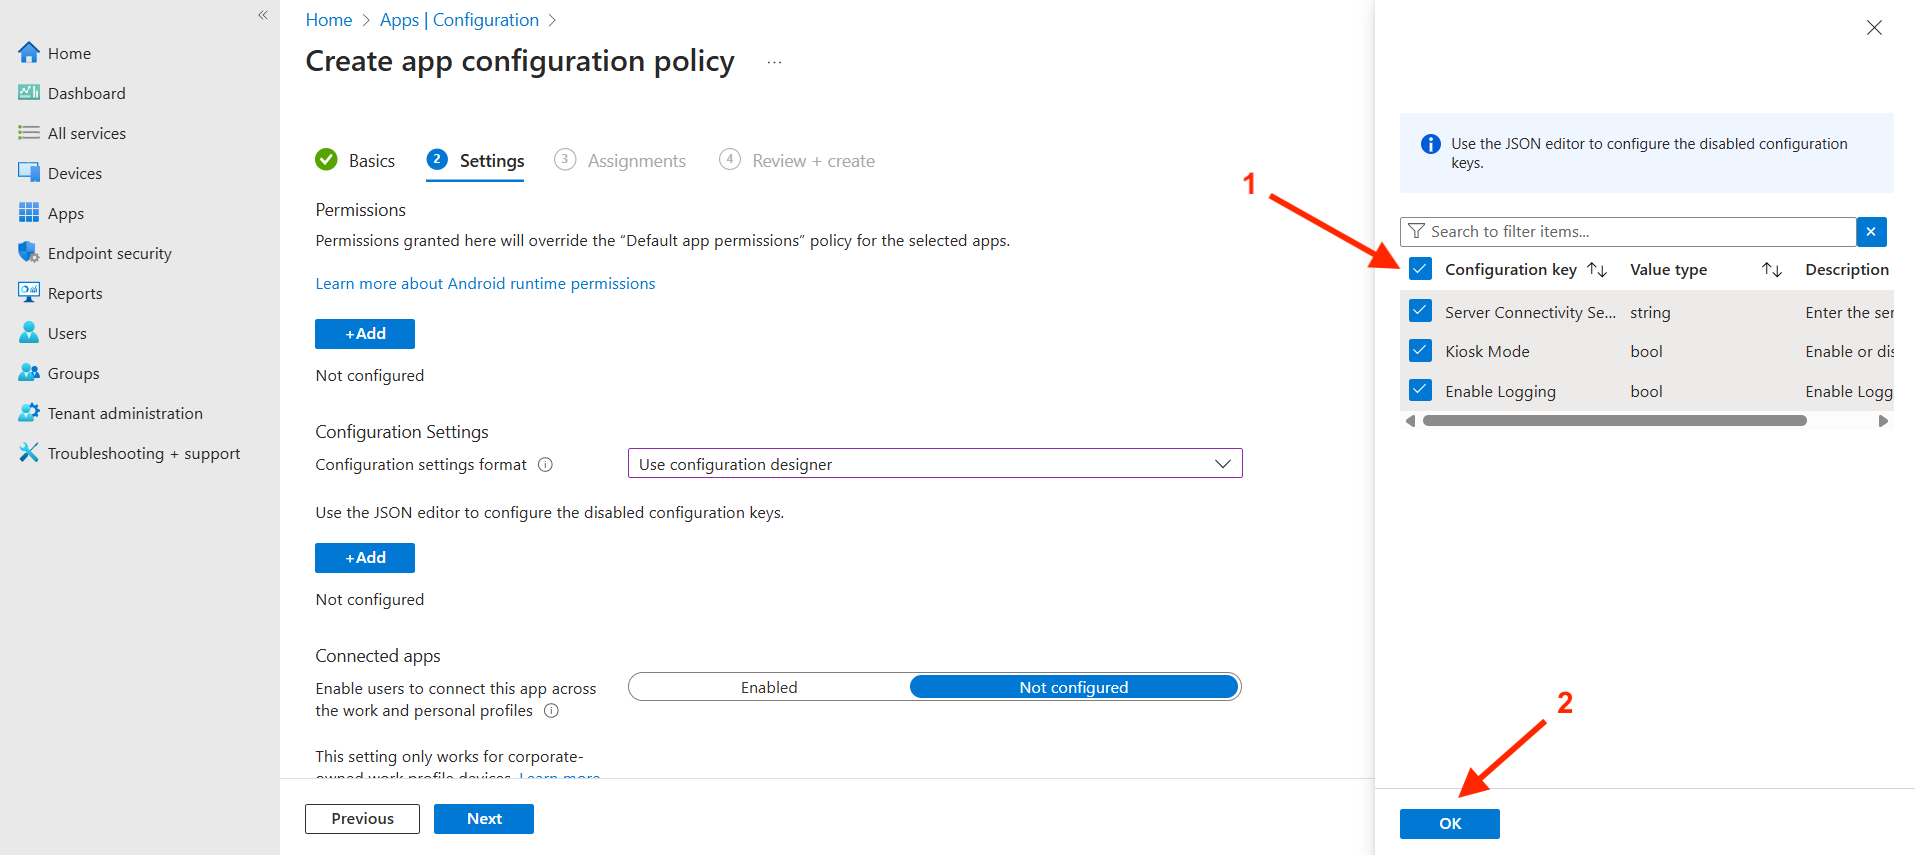 Home
Dashboard
All services
Devices
Apps
Endpoint security
Reports
Users
Groups
Tenant administration
Troubleshooting + support
Home > Apps | Configuration >
Create app configuration policy ...
Basics 2 Settings 3 Assignments 4 Review + create
Permissions
Permissions granted here will override the “Default app permissions” policy for the selected apps.
Learn more about Android runtime permissions
+Add
Not configured
Configuration Settings
Configuration settings format
Use configuration designer
Use the JSON editor to configure the disabled configuration keys.
+Add
Not configured
Connected apps
Enable users to connect this app across
the work and personal profiles
Enabled Not configured
This setting only works for corporate-
owned work profile devices. Learn more
Previous Next
Use the JSON editor to configure the disabled configuration
keys.
1
Search to filter items...
Configuration key Value type Description
Server Connectivity Se... string Enter the ser
Kiosk Mode bool Enable or dis
Enable Logging bool Enable Logg
2
OK